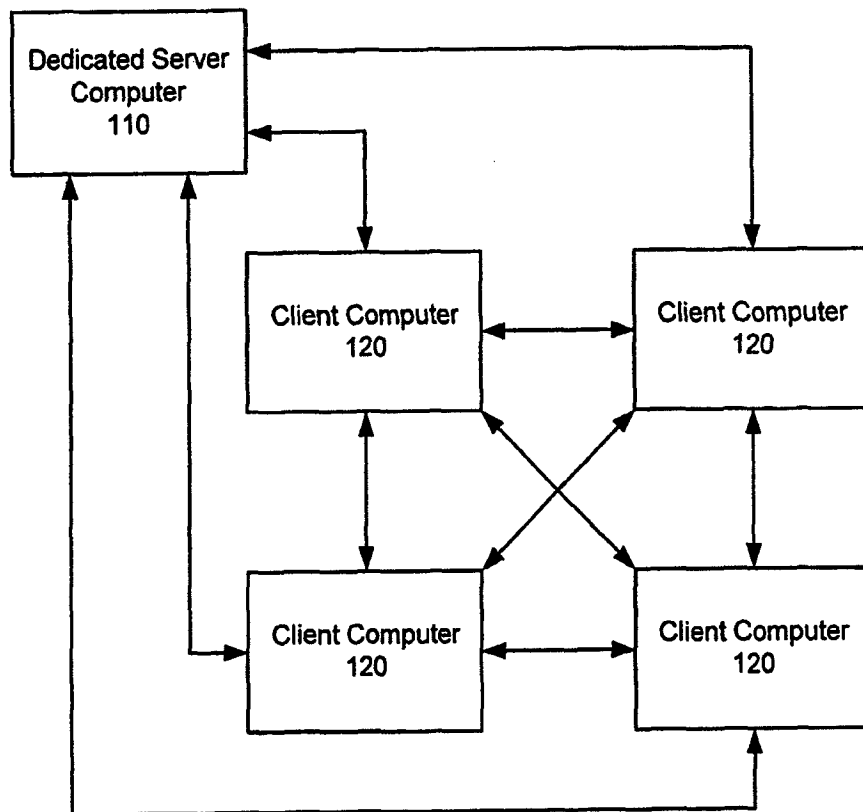 Dedicated Server
Computer
110
Client Computer
120
Client Computer
120
Client Computer
120
Client Computer
120